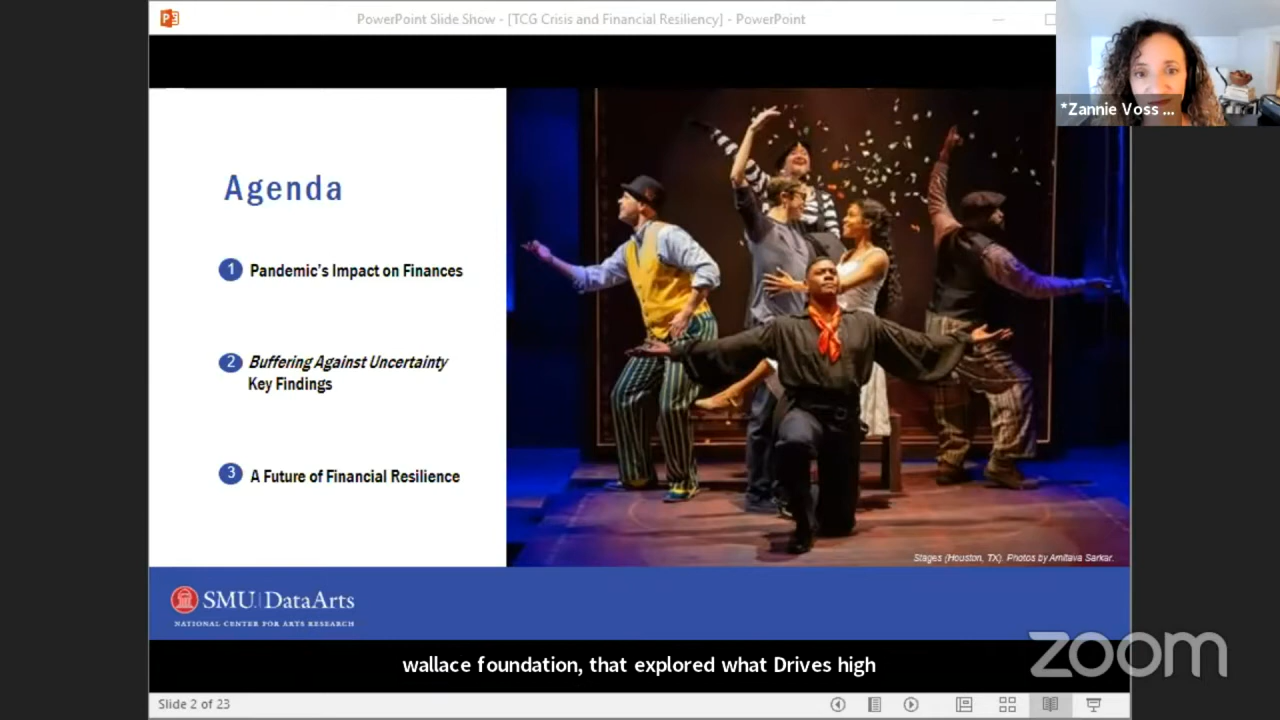 PowerPoint Slide Show - [TCG Crisis and Financial Resiliency] - PowerPoint
*Zannie Voss ...
Agenda
1 Pandemic's Impact on Finances
2 Buffering Against Uncertainty
Key Findings
3 A Future of Financial Resilience
Stages (Houston, TX). Photos by Amitava Sarkar.
SMU DataArts
NATIONAL CENTER FOR ARTS RESEARCH
wallace foundation, that explored what Drives high
zoom
Slide 2 of 23